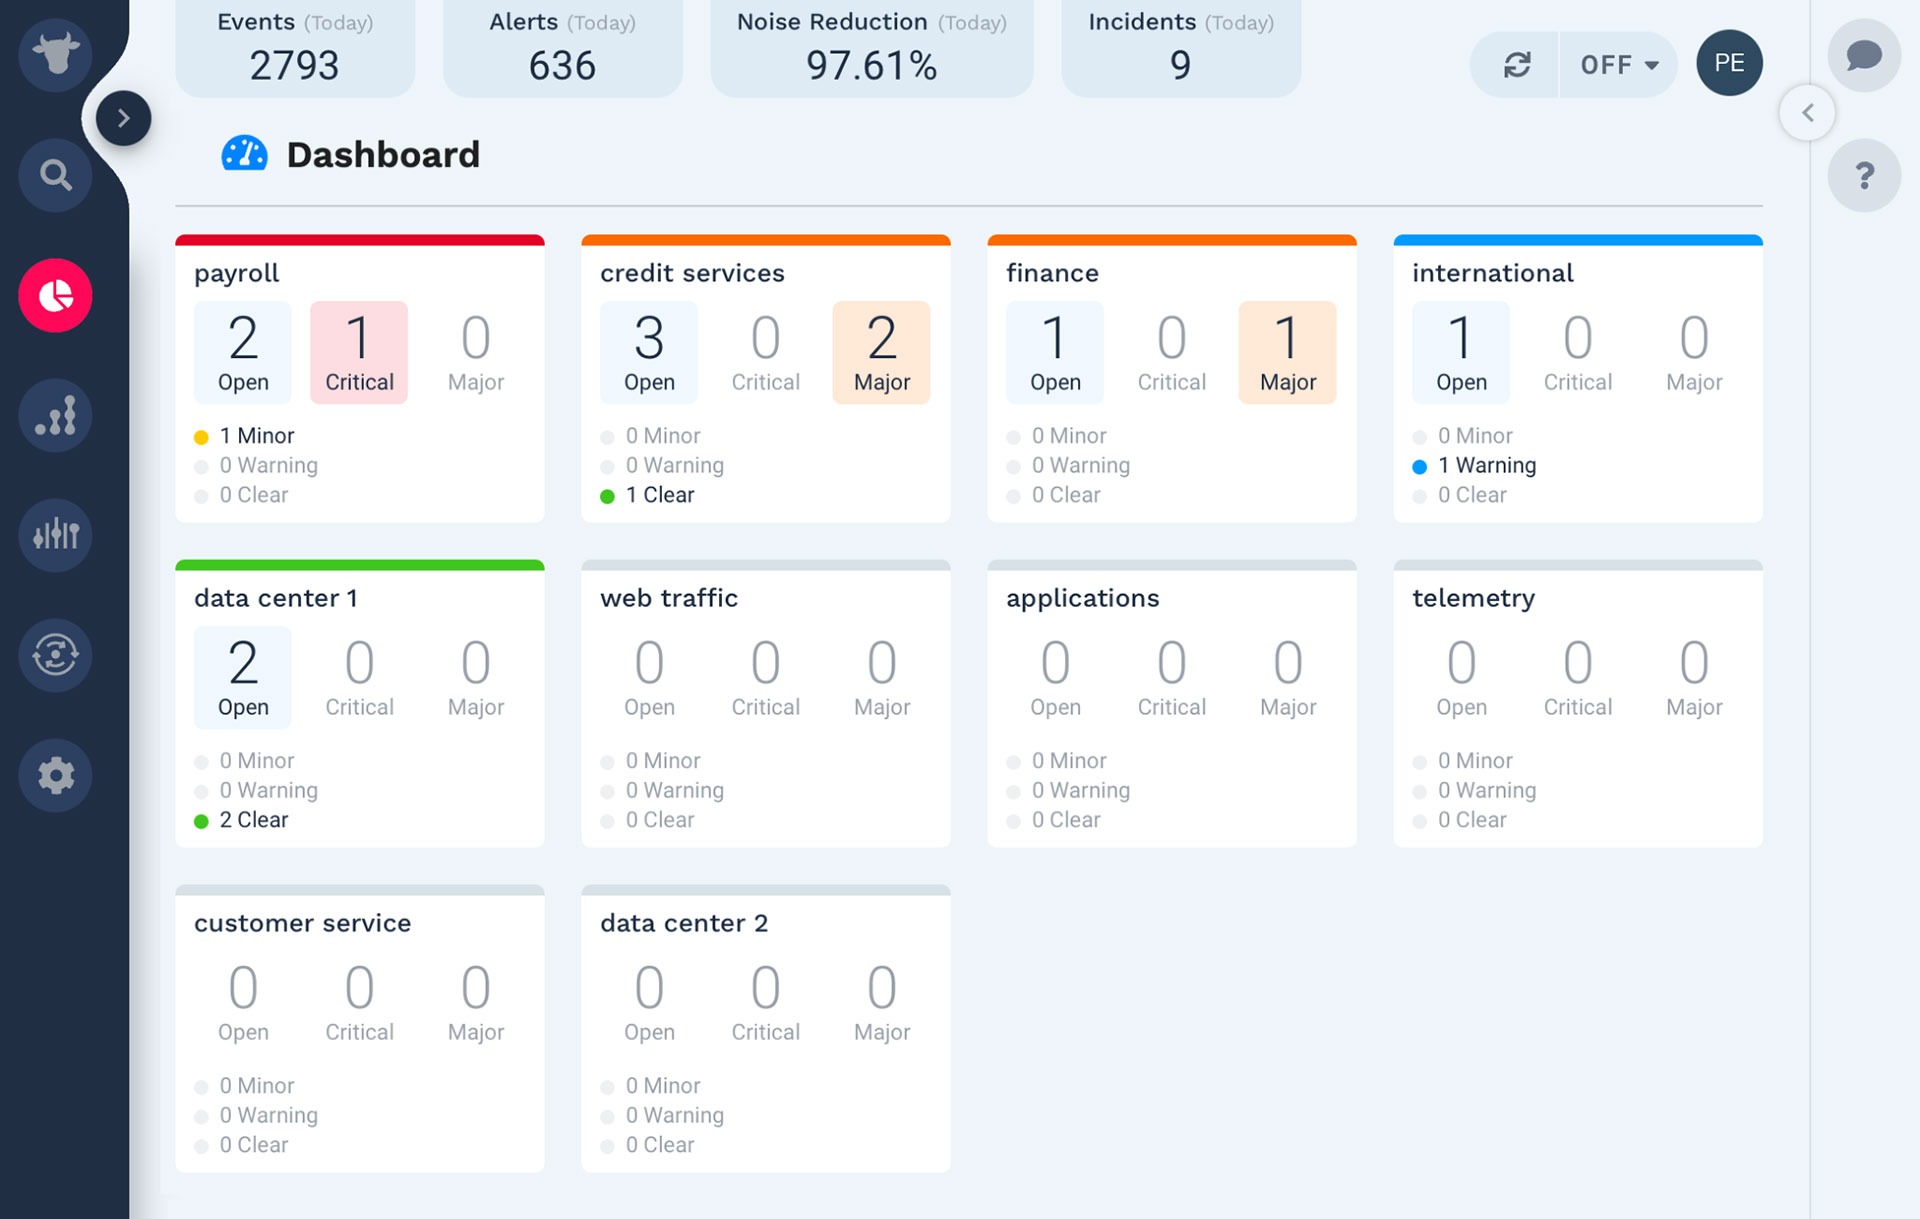 Events (Today)
2793
Alerts (Today)
636
Noise Reduction (Today)
97.61%
Incidents (Today)
9
OFF
PE
?
Dashboard
payroll
2 1 0
Open Critical Major
1 Minor
0 Warning
0 Clear
credit services
3 0 2
Open Critical Major
0 Minor
0 Warning
1 Clear
finance
1 0 1
Open Critical Major
0 Minor
0 Warning
0 Clear
international
1 0 0
Open Critical Major
0 Minor
1 Warning
0 Clear
data center 1
2 0 0
Open Critical Major
0 Minor
0 Warning
2 Clear
web traffic
0 0 0
Open Critical Major
0 Minor
0 Warning
0 Clear
applications
0 0 0
Open Critical Major
0 Minor
0 Warning
0 Clear
telemetry
0 0 0
Open Critical Major
0 Minor
0 Warning
0 Clear
customer service
0 0 0
Open Critical Major
0 Minor
0 Warning
0 Clear
data center 2
0 0 0
Open Critical Major
0 Minor
0 Warning
0 Clear